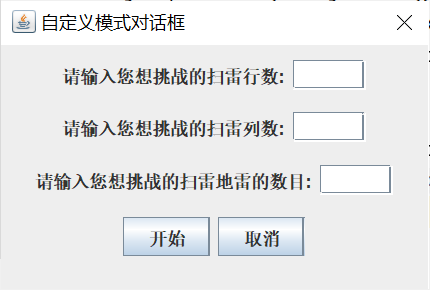 自定义模式对话框
请输入您想挑战的扫雷行数:
请输入您想挑战的扫雷列数:
请输入您想挑战的扫雷地雷的数目:
开始 取消